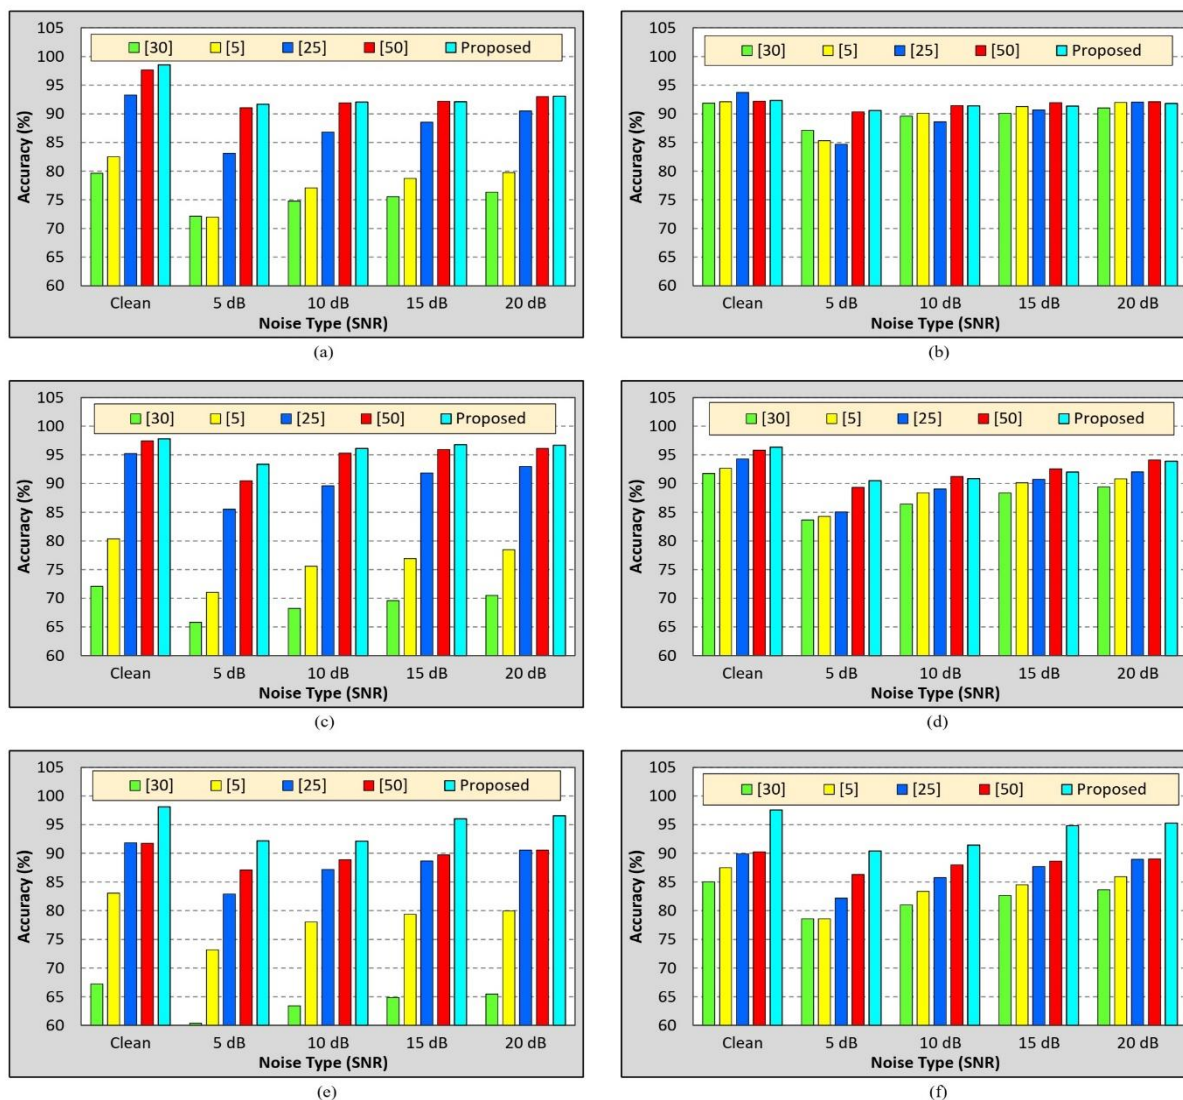 105
100
95
90
85
80
75
70
65
60
Accuracy (%)
[30] [5] [25] [50] Proposed
Clean 5 dB 10 dB 15 dB 20 dB
Noise Type (SNR)
(a)
105
100
95
90
85
80
75
70
65
60
Accuracy (%)
[30] [5] [25] [50] Proposed
Clean 5 dB 10 dB 15 dB 20 dB
Noise Type (SNR)
(b)
105
100
95
90
85
80
75
70
65
60
Accuracy (%)
[30] [5] [25] [50] Proposed
Clean 5 dB 10 dB 15 dB 20 dB
Noise Type (SNR)
(c)
105
100
95
90
85
80
75
70
65
60
Accuracy (%)
[30] [5] [25] [50] Proposed
Clean 5 dB 10 dB 15 dB 20 dB
Noise Type (SNR)
(d)
105
100
95
90
85
80
75
70
65
60
Accuracy (%)
[30] [5] [25] [50] Proposed
Clean 5 dB 10 dB 15 dB 20 dB
Noise Type (SNR)
(e)
105
100
95
90
85
80
75
70
65
60
Accuracy (%)
[30] [5] [25] [50] Proposed
Clean 5 dB 10 dB 15 dB 20 dB
Noise Type (SNR)
(f)